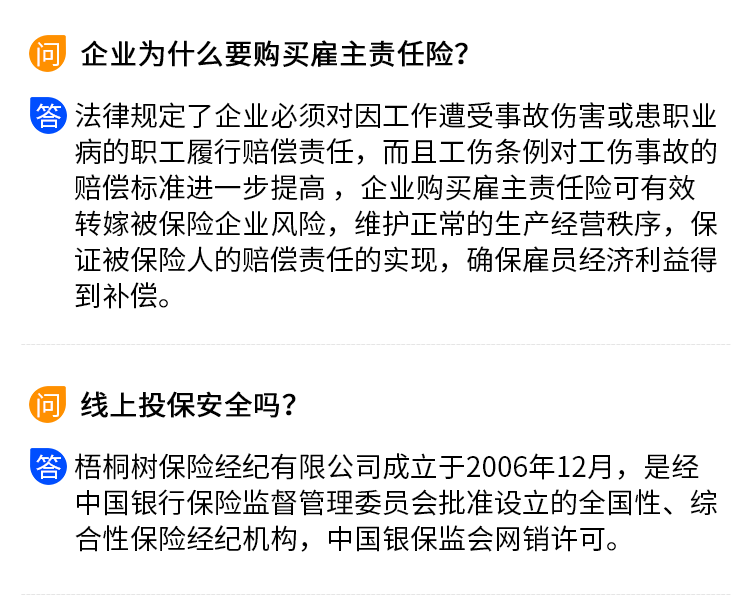 问 企业为什么要购买雇主责任险？
答 法律规定了企业必须对因工作遭受事故伤害或患职业
病的职工履行赔偿责任，而且工伤条例对工伤事故的
赔偿标准进一步提高 ，企业购买雇主责任险可有效
转嫁被保险企业风险，维护正常的生产经营秩序，保
证被保险人的赔偿责任的实现，确保雇员经济利益得
到补偿。
问 线上投保安全吗？
答 梧桐树保险经纪有限公司成立于2006年12月，是经
中国银行保险监督管理委员会批准设立的全国性、综
合性保险经纪机构，中国银保监会网销许可。